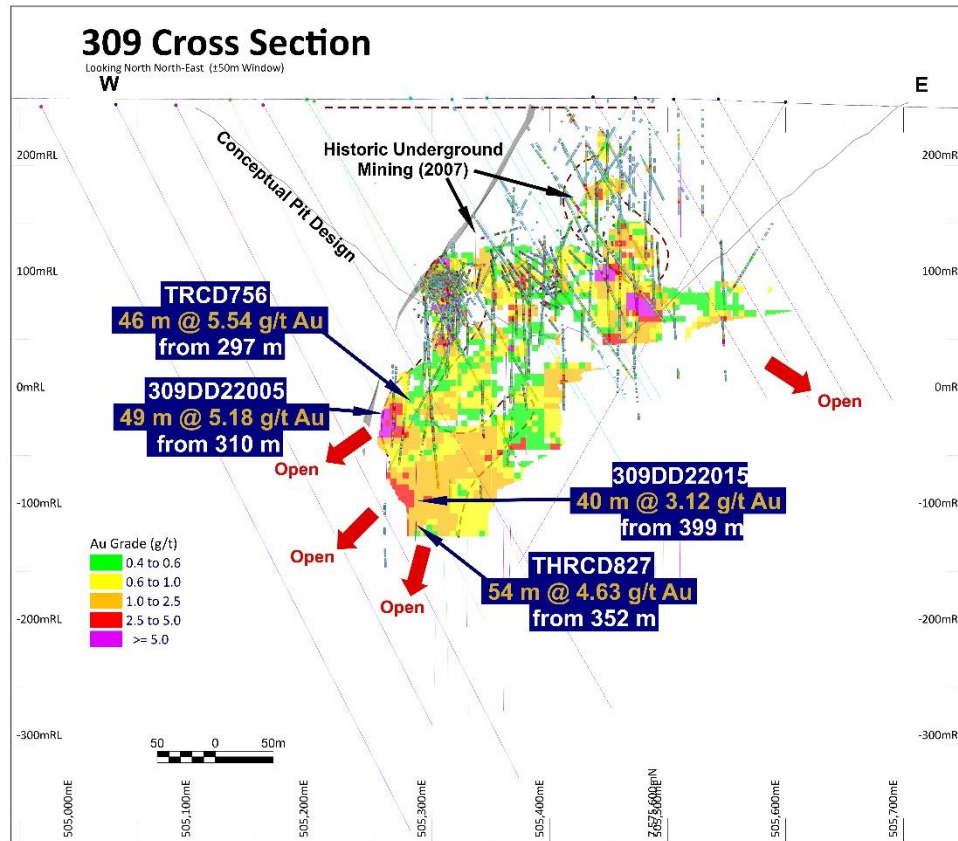 309 Cross Section
Looking North North-East (±50m Window)
W
E
Historic Underground
Mining (2007)
Conceptual Pit Design
200mRL
200mRL
100mRL
100mRL
0mRL
0mRL
-100mRL
-100mRL
-200mRL
-200mRL
-300mRL
-300mRL
TRCD756
46 m @ 5.54 g/t Au
from 297 m
309DD22005
49 m @ 5.18 g/t Au
from 310 m
Open
Open
Open
Open
309DD22015
40 m @ 3.12 g/t Au
from 399 m
THRCD827
54 m @ 4.63 g/t Au
from 352 m
Au Grade (g/t)
0.4 to 0.6
0.6 to 1.0
1.0 to 2.5
2.5 to 5.0
>= 5.0
50 0 50m
505,000mE
505,100mE
505,200mE
505,300mE
505,400mE
505,600mE
505,700mE